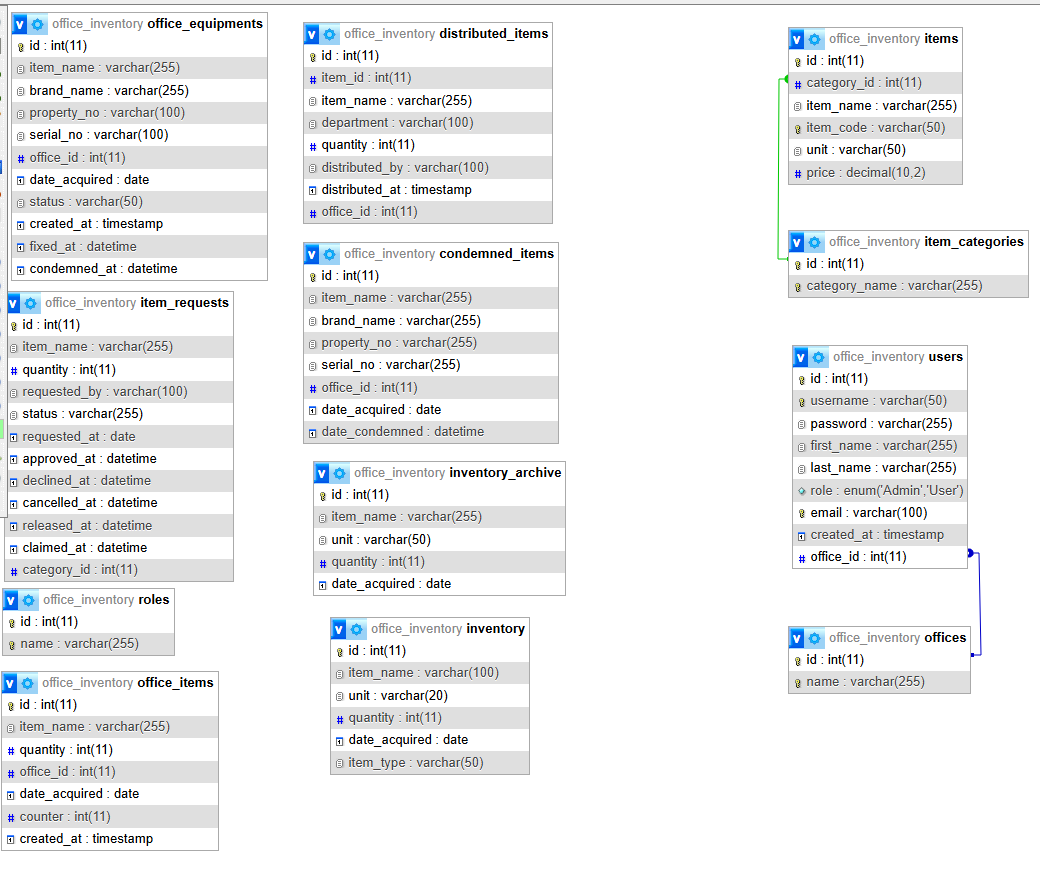 office_inventory office_equipments
id : int(11)
item_name : varchar(255)
brand_name : varchar(255)
property_no : varchar(100)
serial_no : varchar(100)
office_id : int(11)
date_acquired : date
status : varchar(50)
created_at : timestamp
fixed_at : datetime
condemned_at : datetime
office_inventory item_requests
id : int(11)
item_name : varchar(255)
quantity : int(11)
requested_by : varchar(100)
status : varchar(255)
requested_at : date
approved_at : datetime
declined_at : datetime
cancelled_at : datetime
released_at : datetime
claimed_at : datetime
category_id : int(11)
office_inventory roles
id : int(11)
name : varchar(255)
office_inventory office_items
id : int(11)
item_name : varchar(255)
quantity : int(11)
office_id : int(11)
date_acquired : date
counter : int(11)
created_at : timestamp
office_inventory distributed_items
id : int(11)
item_id : int(11)
item_name : varchar(255)
department : varchar(100)
quantity : int(11)
distributed_by : varchar(100)
distributed_at : timestamp
office_id : int(11)
office_inventory condemned_items
id : int(11)
item_name : varchar(255)
brand_name : varchar(255)
property_no : varchar(255)
serial_no : varchar(255)
office_id : int(11)
date_acquired : date
date_condemned : datetime
office_inventory inventory_archive
id : int(11)
item_name : varchar(255)
unit : varchar(50)
quantity : int(11)
date_acquired : date
office_inventory inventory
id : int(11)
item_name : varchar(100)
unit : varchar(20)
quantity : int(11)
date_acquired : date
item_type : varchar(50)
office_inventory items
id : int(11)
category_id : int(11)
item_name : varchar(255)
item_code : varchar(50)
unit : varchar(50)
price : decimal(10,2)
office_inventory item_categories
id : int(11)
category_name : varchar(255)
office_inventory users
id : int(11)
username : varchar(50)
password : varchar(255)
first_name : varchar(255)
last_name : varchar(255)
role : enum('Admin','User')
email : varchar(100)
created_at : timestamp
office_id : int(11)
office_inventory offices
id : int(11)
name : varchar(255)